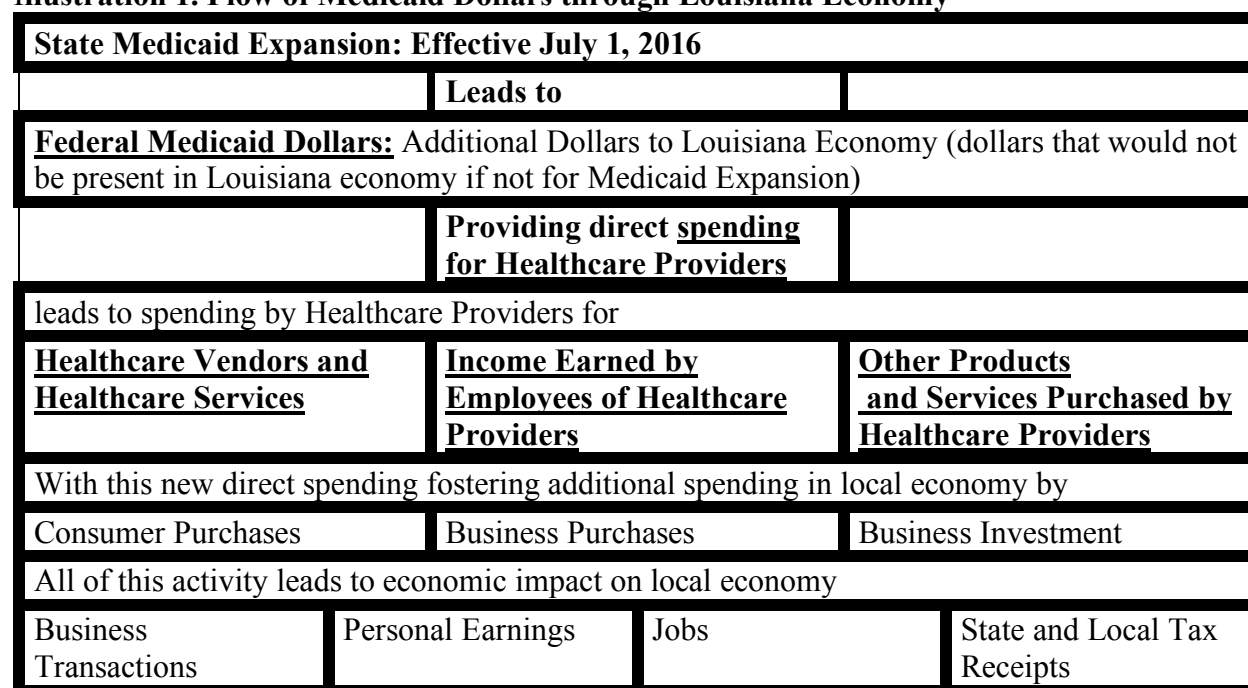 Illustration 1: Flow of Medicaid Dollars through Louisiana Economy
State Medicaid Expansion: Effective July 1, 2016
Leads to
Federal Medicaid Dollars: Additional Dollars to Louisiana Economy (dollars that would not
be present in Louisiana economy if not for Medicaid Expansion)
Providing direct spending
for Healthcare Providers
leads to spending by Healthcare Providers for
Healthcare Vendors and
Healthcare Services
Income Earned by
Employees of Healthcare
Providers
Other Products
and Services Purchased by
Healthcare Providers
With this new direct spending fostering additional spending in local economy by
Consumer Purchases
Business Purchases
Business Investment
All of this activity leads to economic impact on local economy
Business
Transactions
Personal Earnings
Jobs
State and Local Tax
Receipts